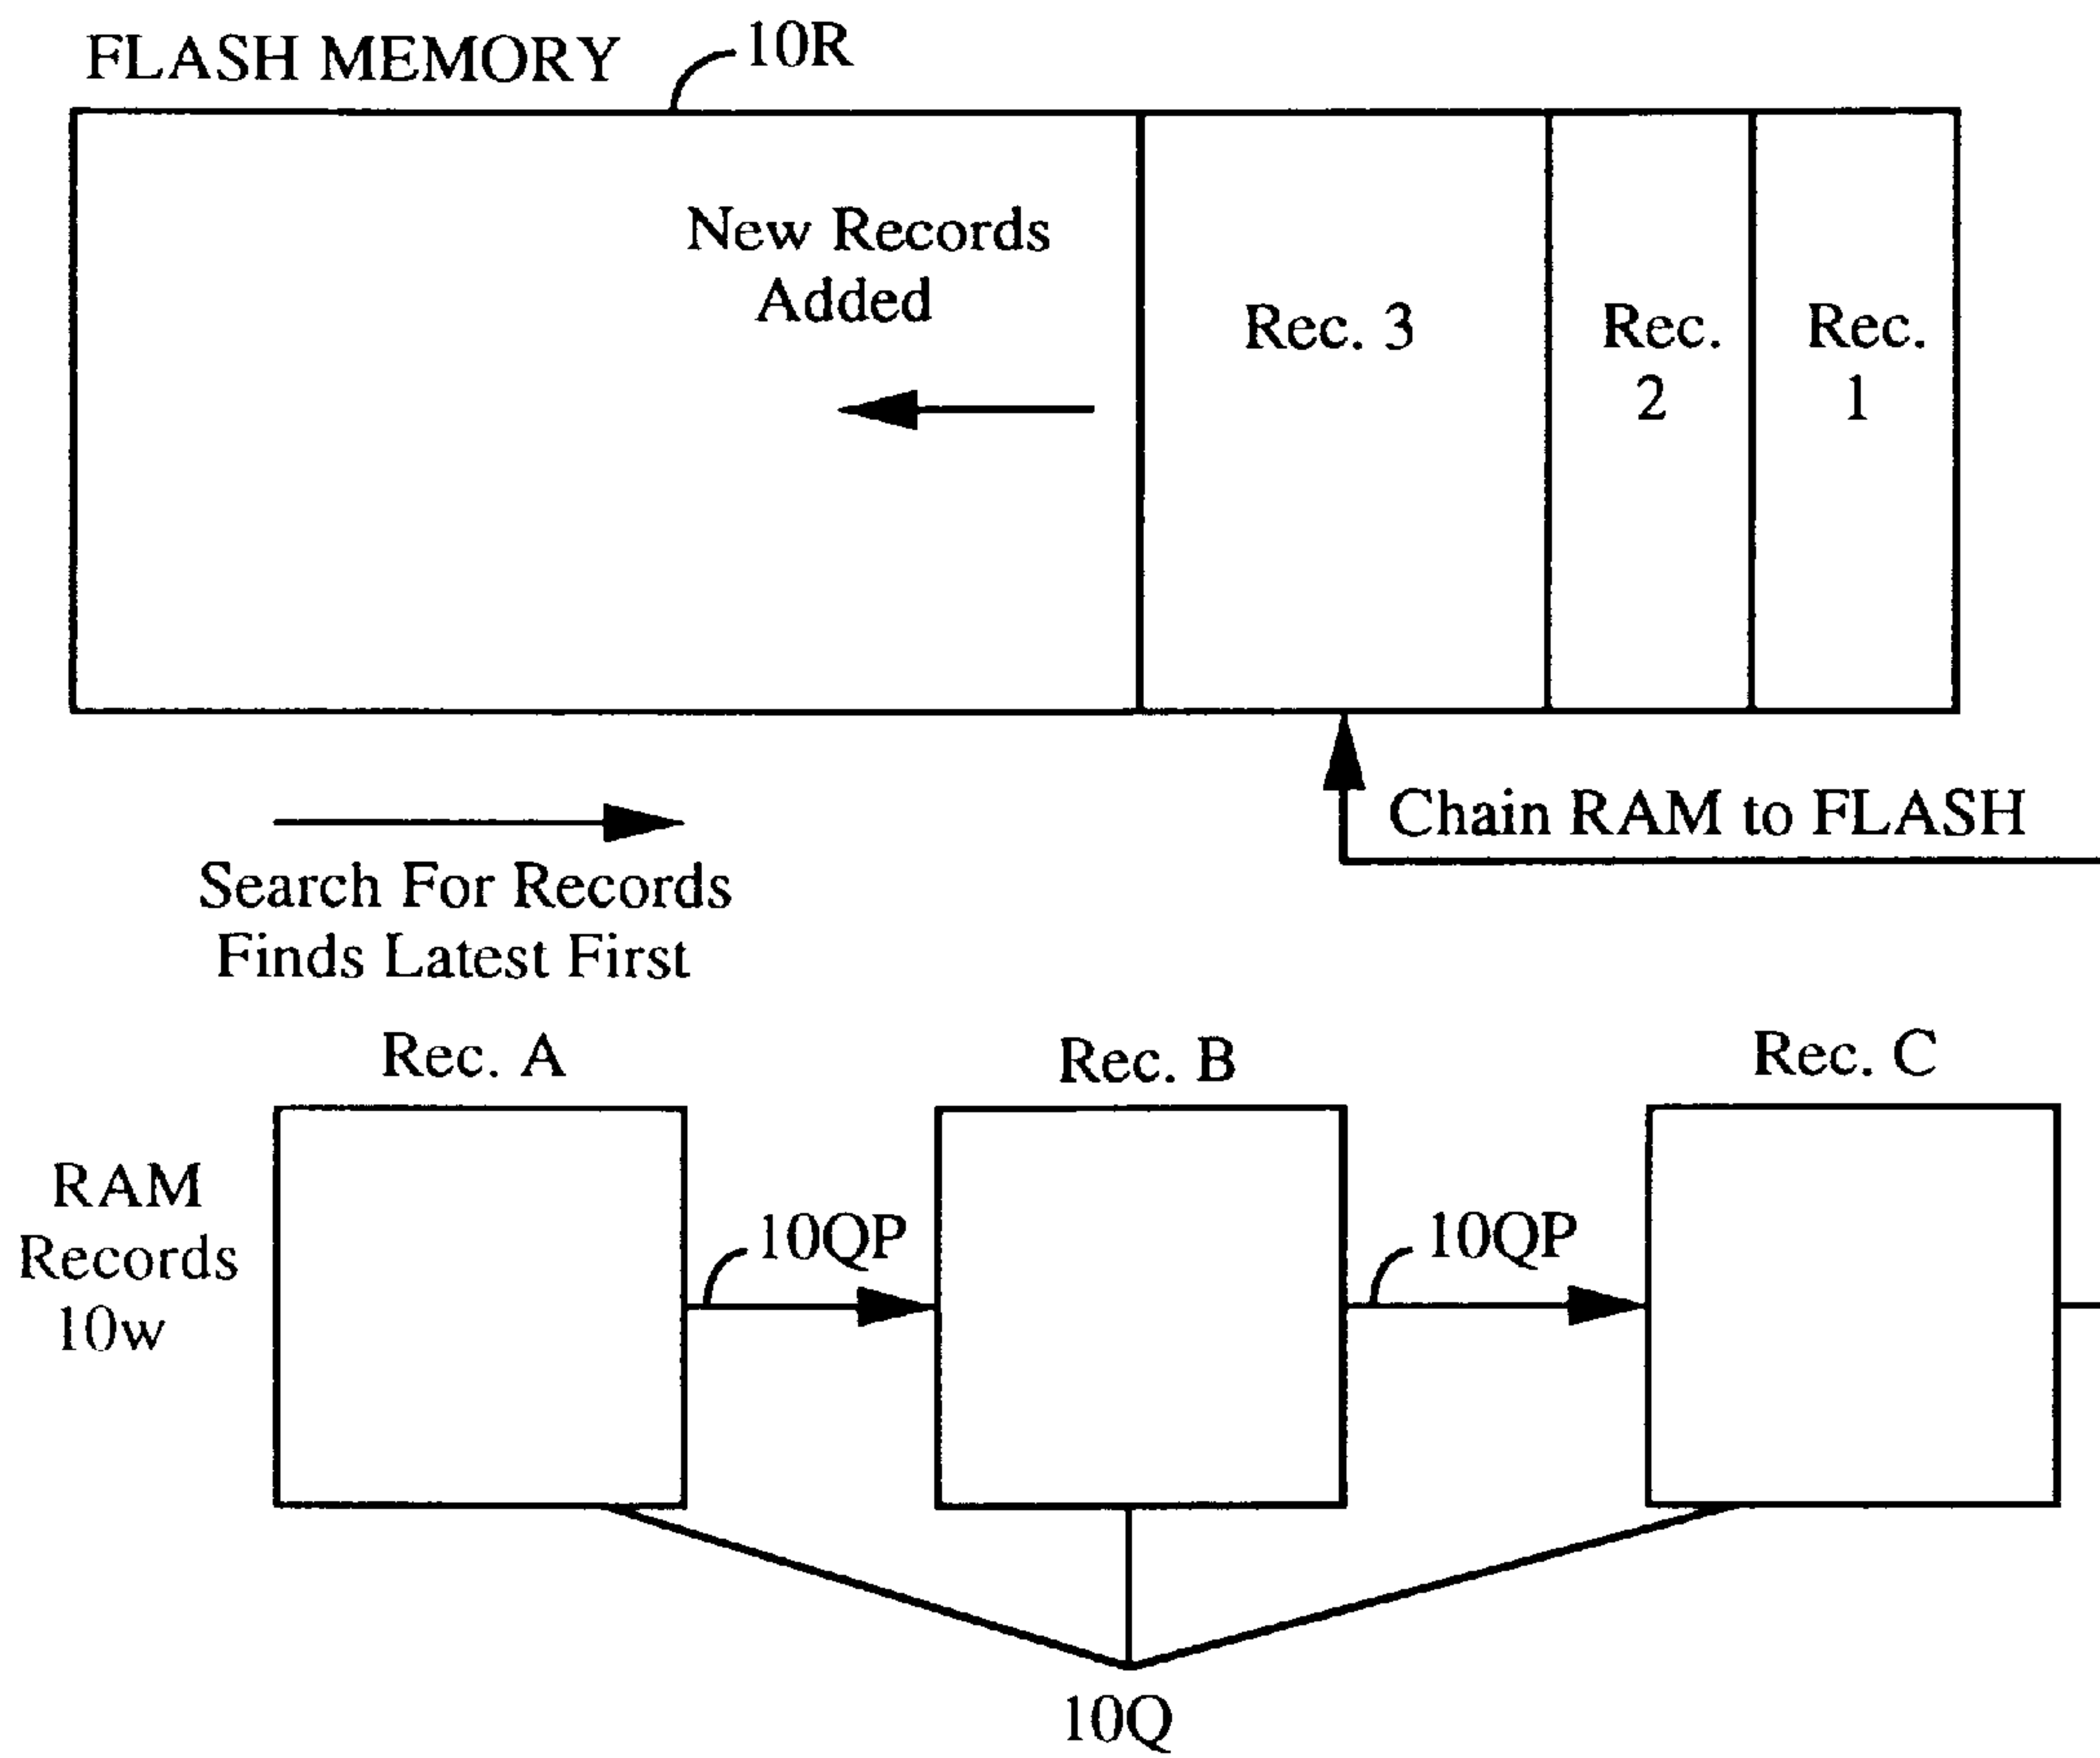 FLASH MEMORY
10R
New Records
Added
Rec. 3
Rec.
2
Rec.
1
Chain RAM to FLASH
Search For Records
Finds Latest First
Rec. A
Rec. B
Rec. C
RAM
Records
10w
10QP
10QP
10Q